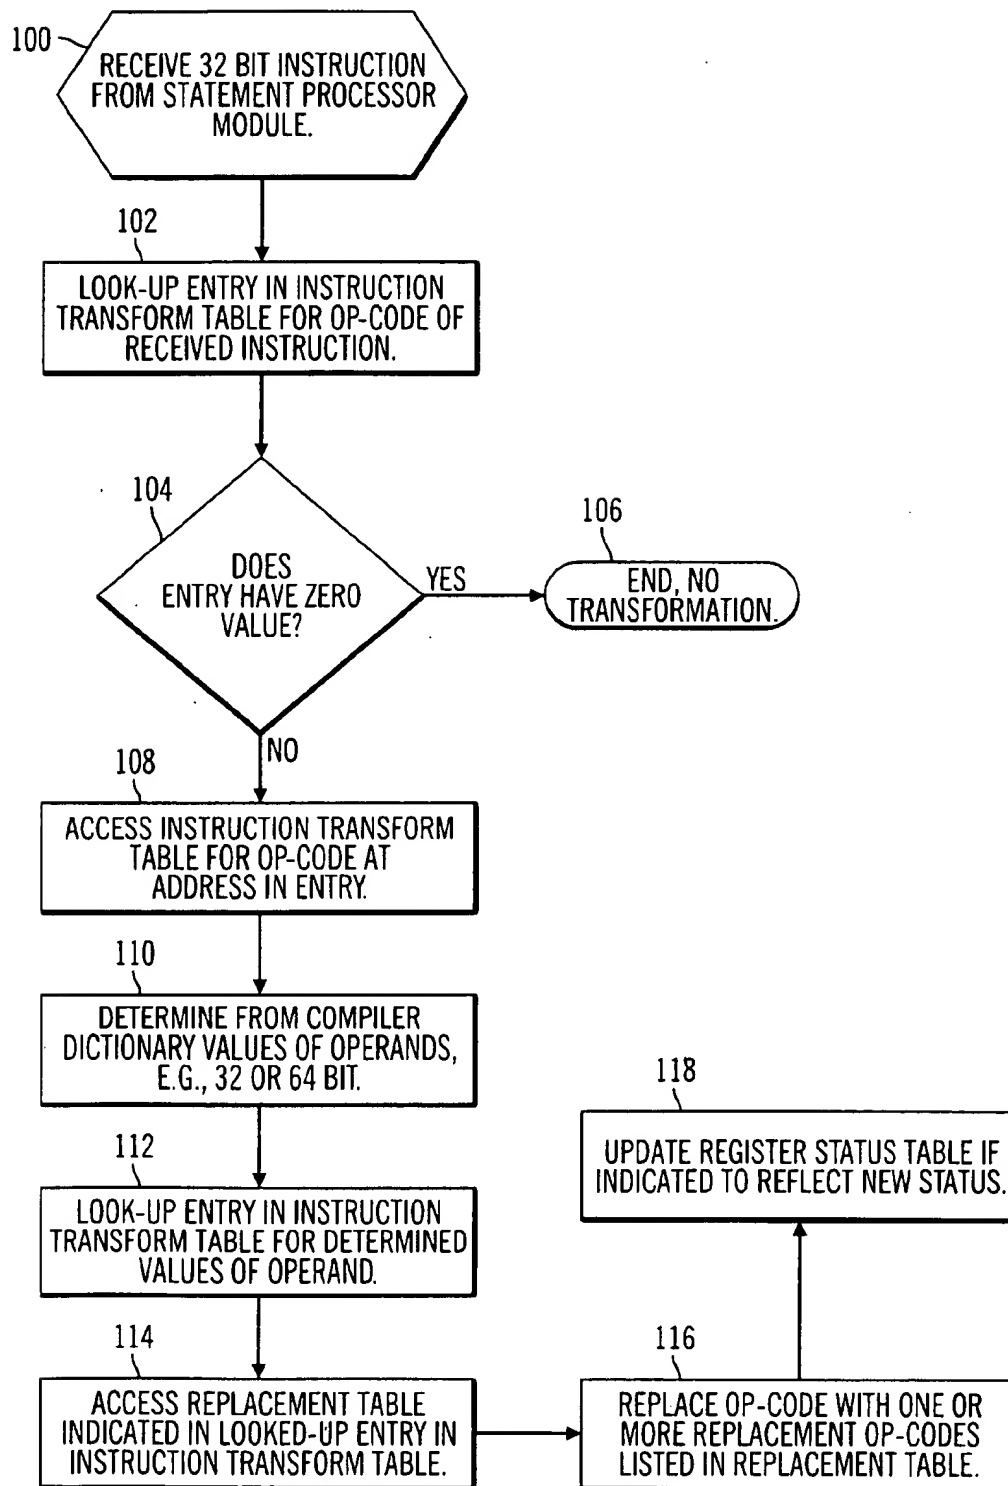 100
RECEIVE 32 BIT INSTRUCTION
FROM STATEMENT PROCESSOR
MODULE.
102
LOOK-UP ENTRY IN INSTRUCTION
TRANSFORM TABLE FOR OP-CODE OF
RECEIVED INSTRUCTION.
104
DOES
ENTRY HAVE ZERO
VALUE?
YES
106
END, NO
TRANSFORMATION.
NO
108
ACCESS INSTRUCTION TRANSFORM
TABLE FOR OP-CODE AT
ADDRESS IN ENTRY.
110
DETERMINE FROM COMPILER
DICTIONARY VALUES OF OPERANDS,
E.G., 32 OR 64 BIT.
112
LOOK-UP ENTRY IN INSTRUCTION
TRANSFORM TABLE FOR DETERMINED
VALUES OF OPERAND.
114
ACCESS REPLACEMENT TABLE
INDICATED IN LOOKED-UP ENTRY IN
INSTRUCTION TRANSFORM TABLE.
116
REPLACE OP-CODE WITH ONE OR
MORE REPLACEMENT OP-CODES
LISTED IN REPLACEMENT TABLE.
118
UPDATE REGISTER STATUS TABLE IF
INDICATED TO REFLECT NEW STATUS.